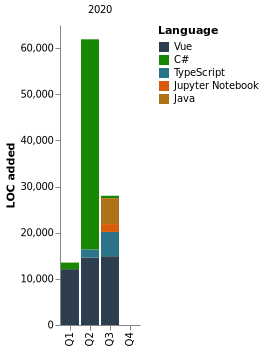 2020
Language
Vue
C#
TypeScript
Jupyter Notebook
Java
LOC added
60,000
50,000
40,000
30,000
20,000
10,000
0
Q1
Q2
Q3
Q4